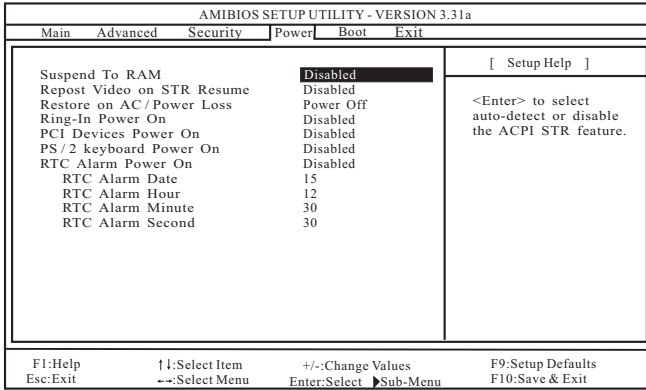 AMIBIOS SETUP UTILITY - VERSION 3.31a
Main Advanced Security Power Boot Exit
[ Setup Help ]
Suspend To RAM Disabled
Repost Video on STR Resume Disabled
Restore on AC / Power Loss Power Off
Ring-In Power On Disabled
PCI Devices Power On Disabled
PS / 2 keyboard Power On Disabled
RTC Alarm Power On Disabled
RTC Alarm Date 15
RTC Alarm Hour 12
RTC Alarm Minute 30
RTC Alarm Second 30
<Enter> to select
auto-detect or disable
the ACPI STR feature.
F1:Help ↑↓:Select Item +/-:Change Values F9:Setup Defaults
Esc:Exit ←→:Select Menu Enter:Select ▶Sub-Menu F10:Save & Exit